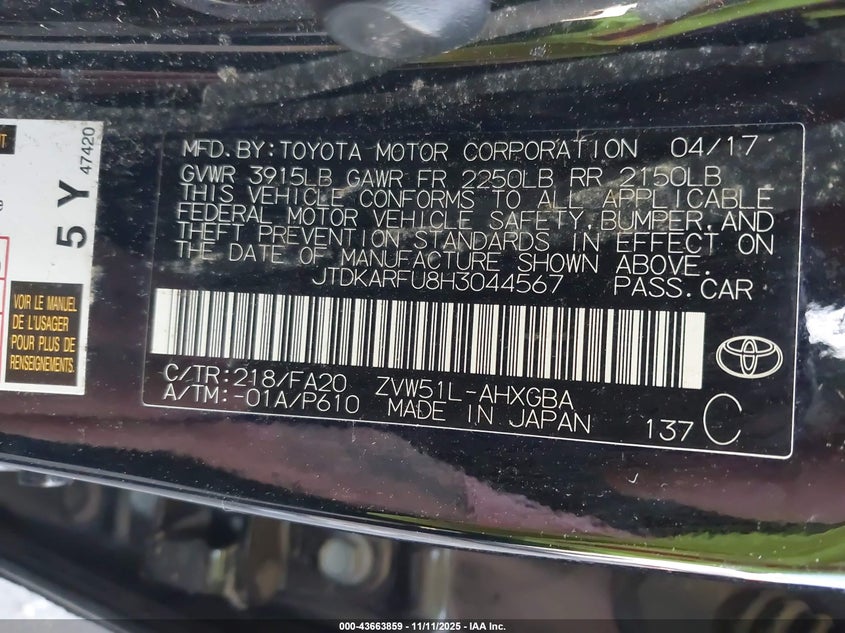 MFD.BY:TOYOTA MOTOR CORPORATION 04/17
GVWR 3915LB GAWR FR 2250LB RR 2150LB
THIS VEHICLE CONFORMS TO ALL APPLICABLE
FEDERAL MOTOR VEHICLE SAFETY, BUMPER, AND
THEFT PREVENTION STANDARDS IN EFFECT ON
THE DATE OF MANUFACTURE SHOWN ABOVE.
JTDKARFU8H3044567 PASS.CAR
C/TR:218/FA20 ZVW51L-AHXGBA
A/TM:-01A/P610 MADE IN JAPAN
137 C
5 Y
47420
VOIR LE MANUEL
DE L'USAGER
POUR PLUS DE
RENSEIGNEMENTS.
000-43663859 - 11/11/2025 - IAA Inc.